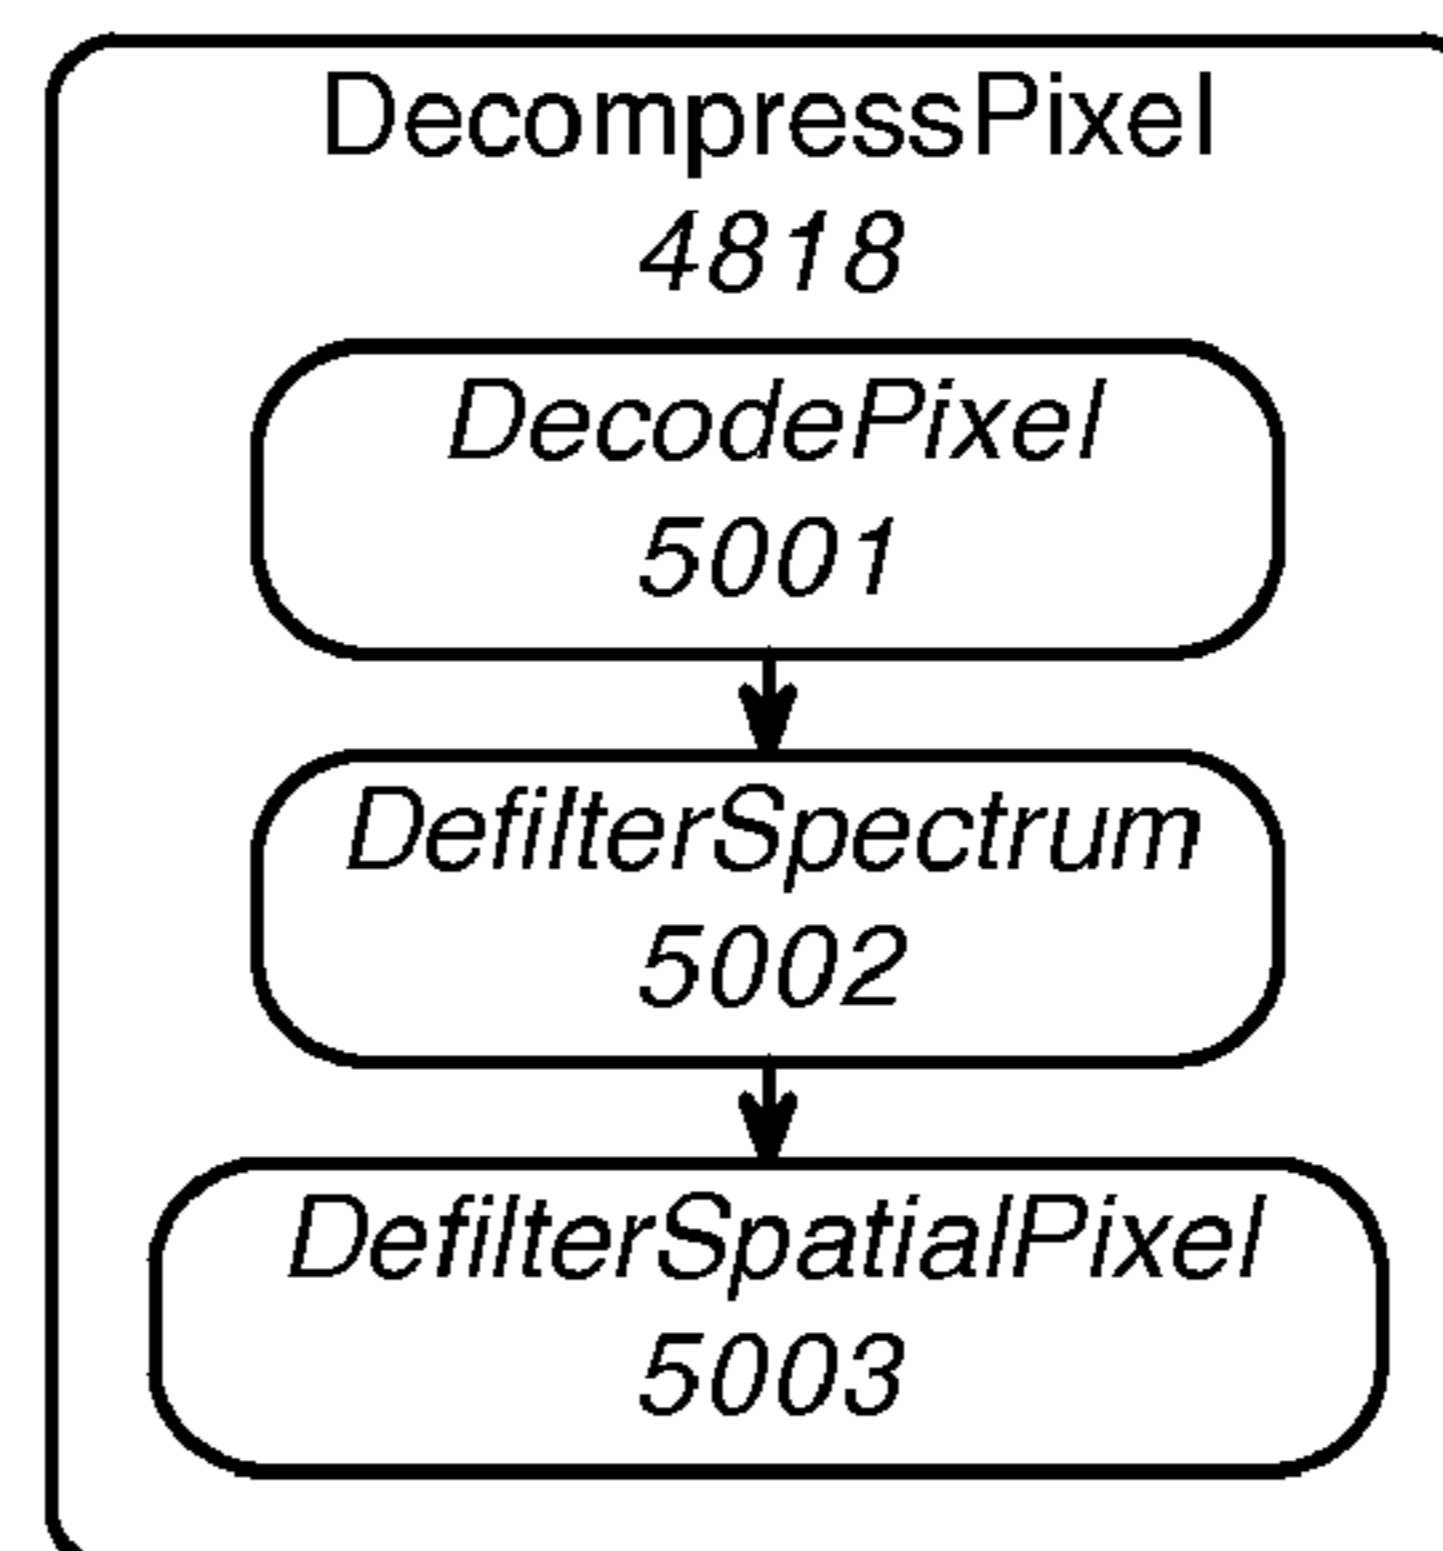 DecompressPixel
4818
DecodePixel
5001
DefilterSpectrum
5002
DefilterSpatialPixel
5003